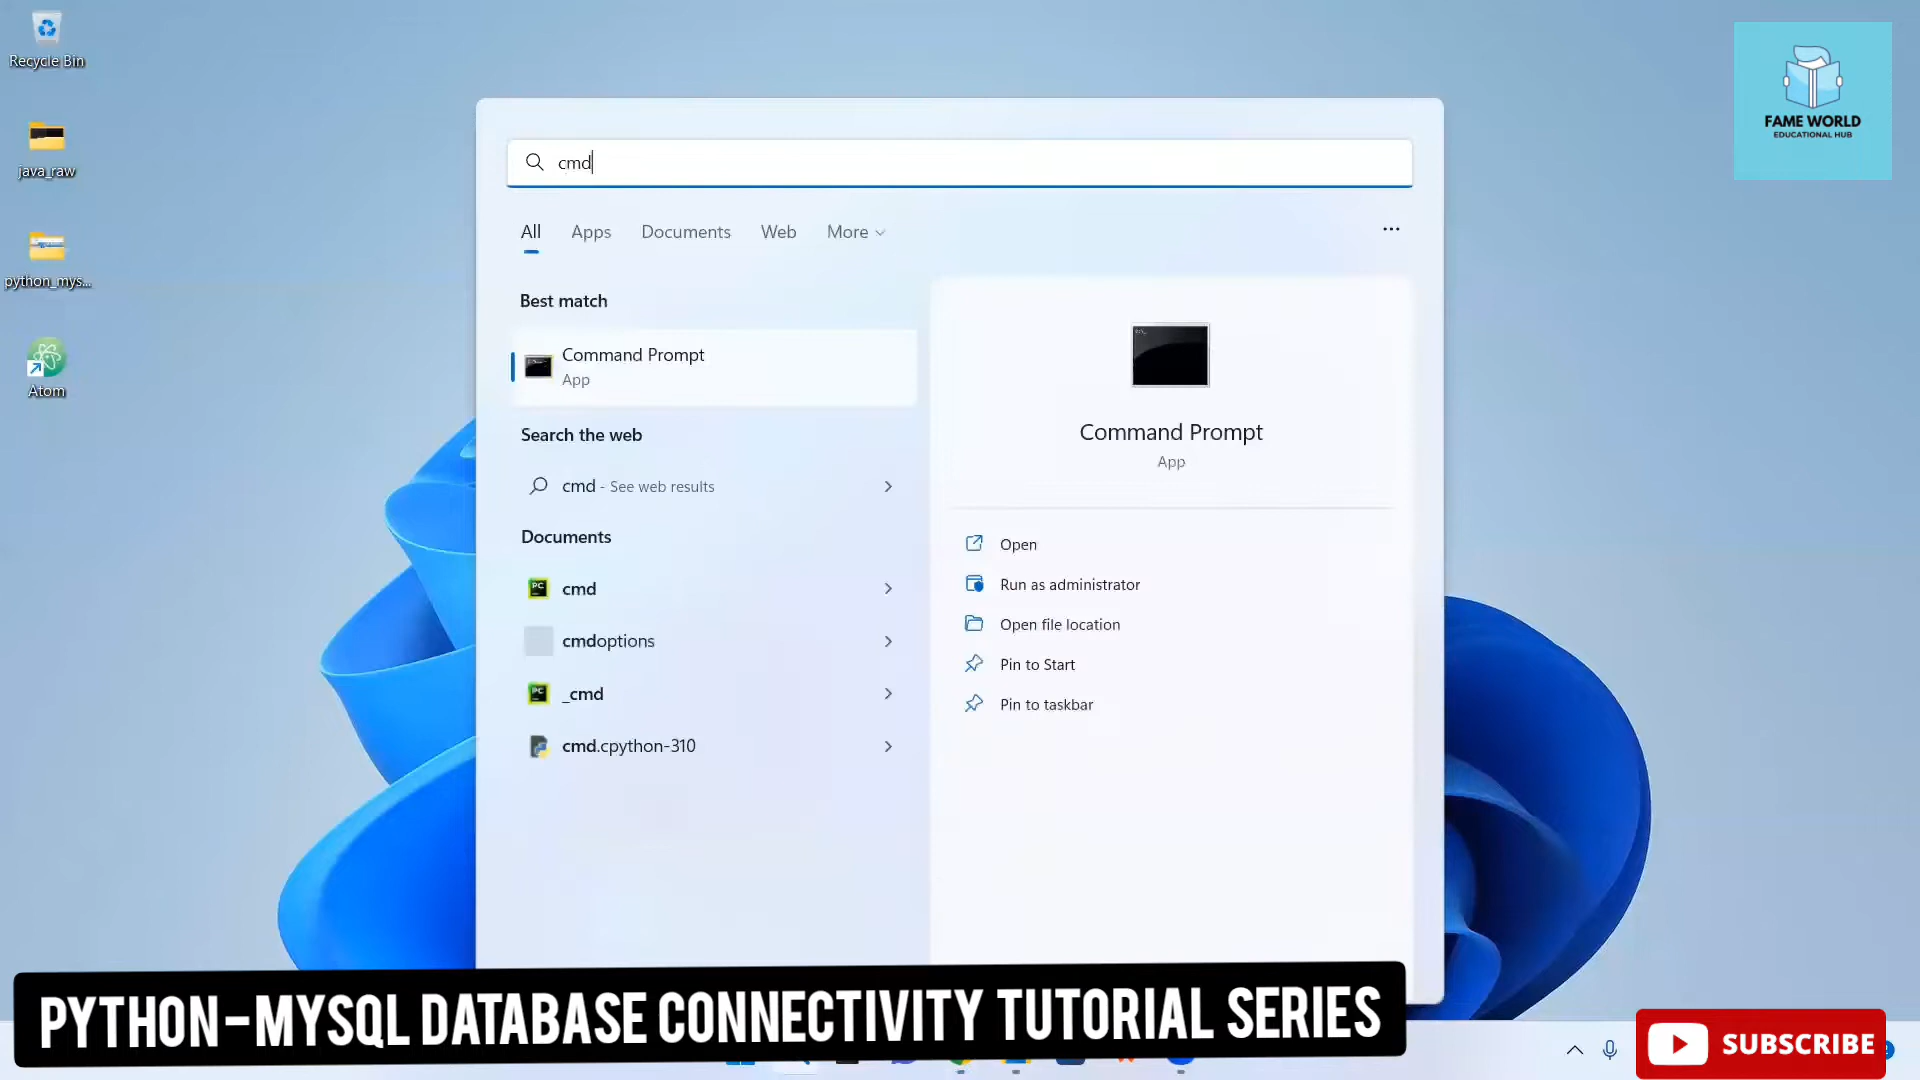 Recycle Bin
java_raw
python_mys...
Atom
cmd
All
Apps
Documents
Web
More
Best match
Command Prompt
App
Search the web
cmd - See web results
Documents
cmd
cmdoptions
_cmd
cmd.cpython-310
Command Prompt
App
Open
Run as administrator
Open file location
Pin to Start
Pin to taskbar
FAME WORLD
EDUCATIONAL HUB
PYTHON-MYSQL DATABASE CONNECTIVITY TUTORIAL SERIES
SUBSCRIBE